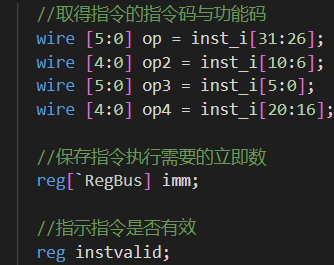 //取得指令的指令码与功能码
wire [5:0] op = inst_i[31:26];
wire [4:0] op2 = inst_i[10:6];
wire [5:0] op3 = inst_i[5:0];
wire [4:0] op4 = inst_i[20:16];
//保存指令执行需要的立即数
reg[`RegBus] imm;
//指示指令是否有效
reg instvalid;